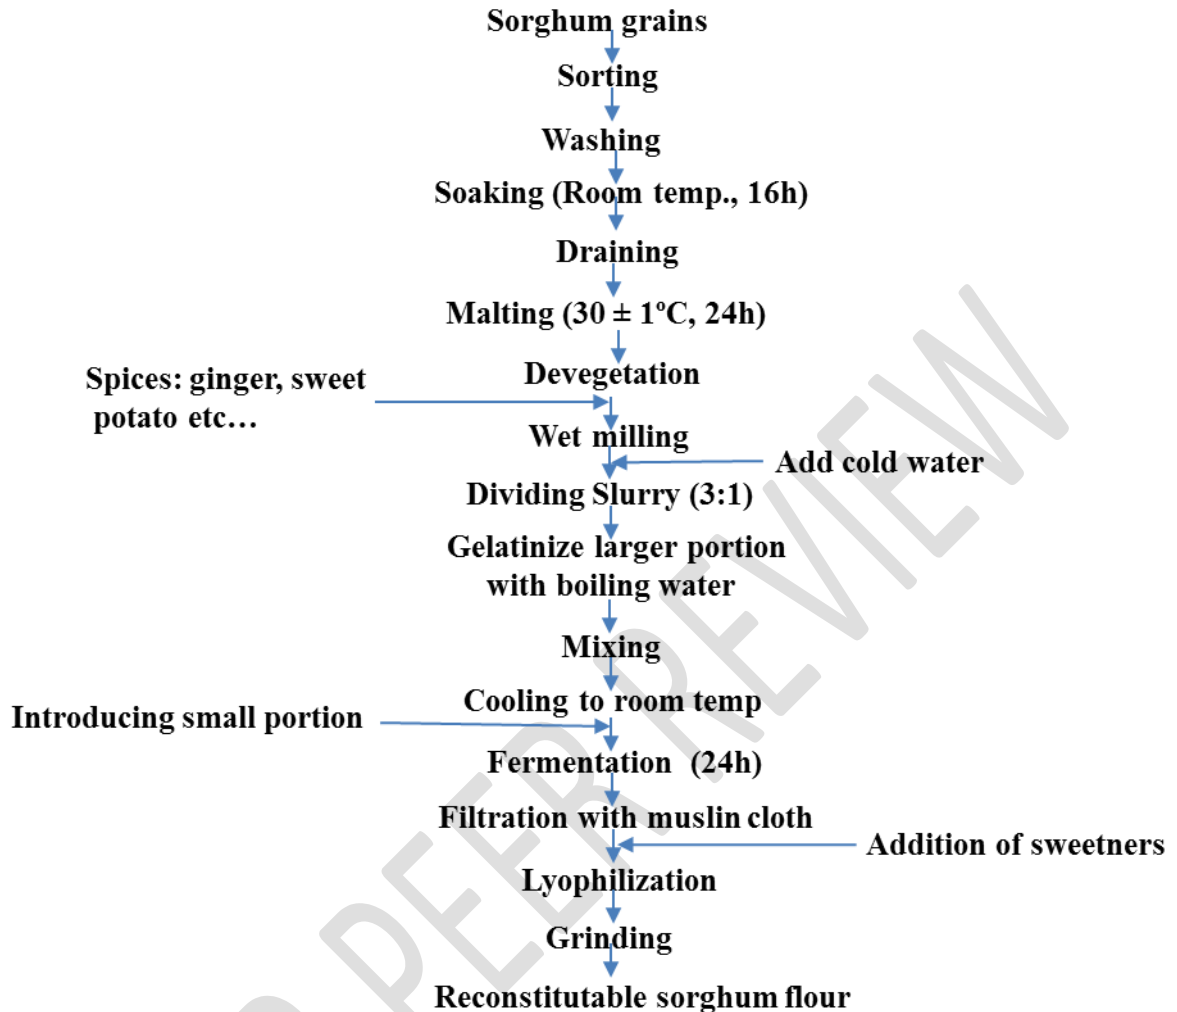 Sorghum grains
Sorting
Washing
Soaking (Room temp., 16h)
Draining
Malting (30 ± 1ºC, 24h)
Devegetation
Spices: ginger, sweet
potato etc…
Wet milling
Add cold water
Dividing Slurry (3:1)
Gelatinize larger portion
with boiling water
Mixing
Cooling to room temp
Introducing small portion
Fermentation (24h)
Filtration with muslin cloth
Addition of sweetners
Lyophilization
Grinding
Reconstitutable sorghum flour
PEER REVIEW